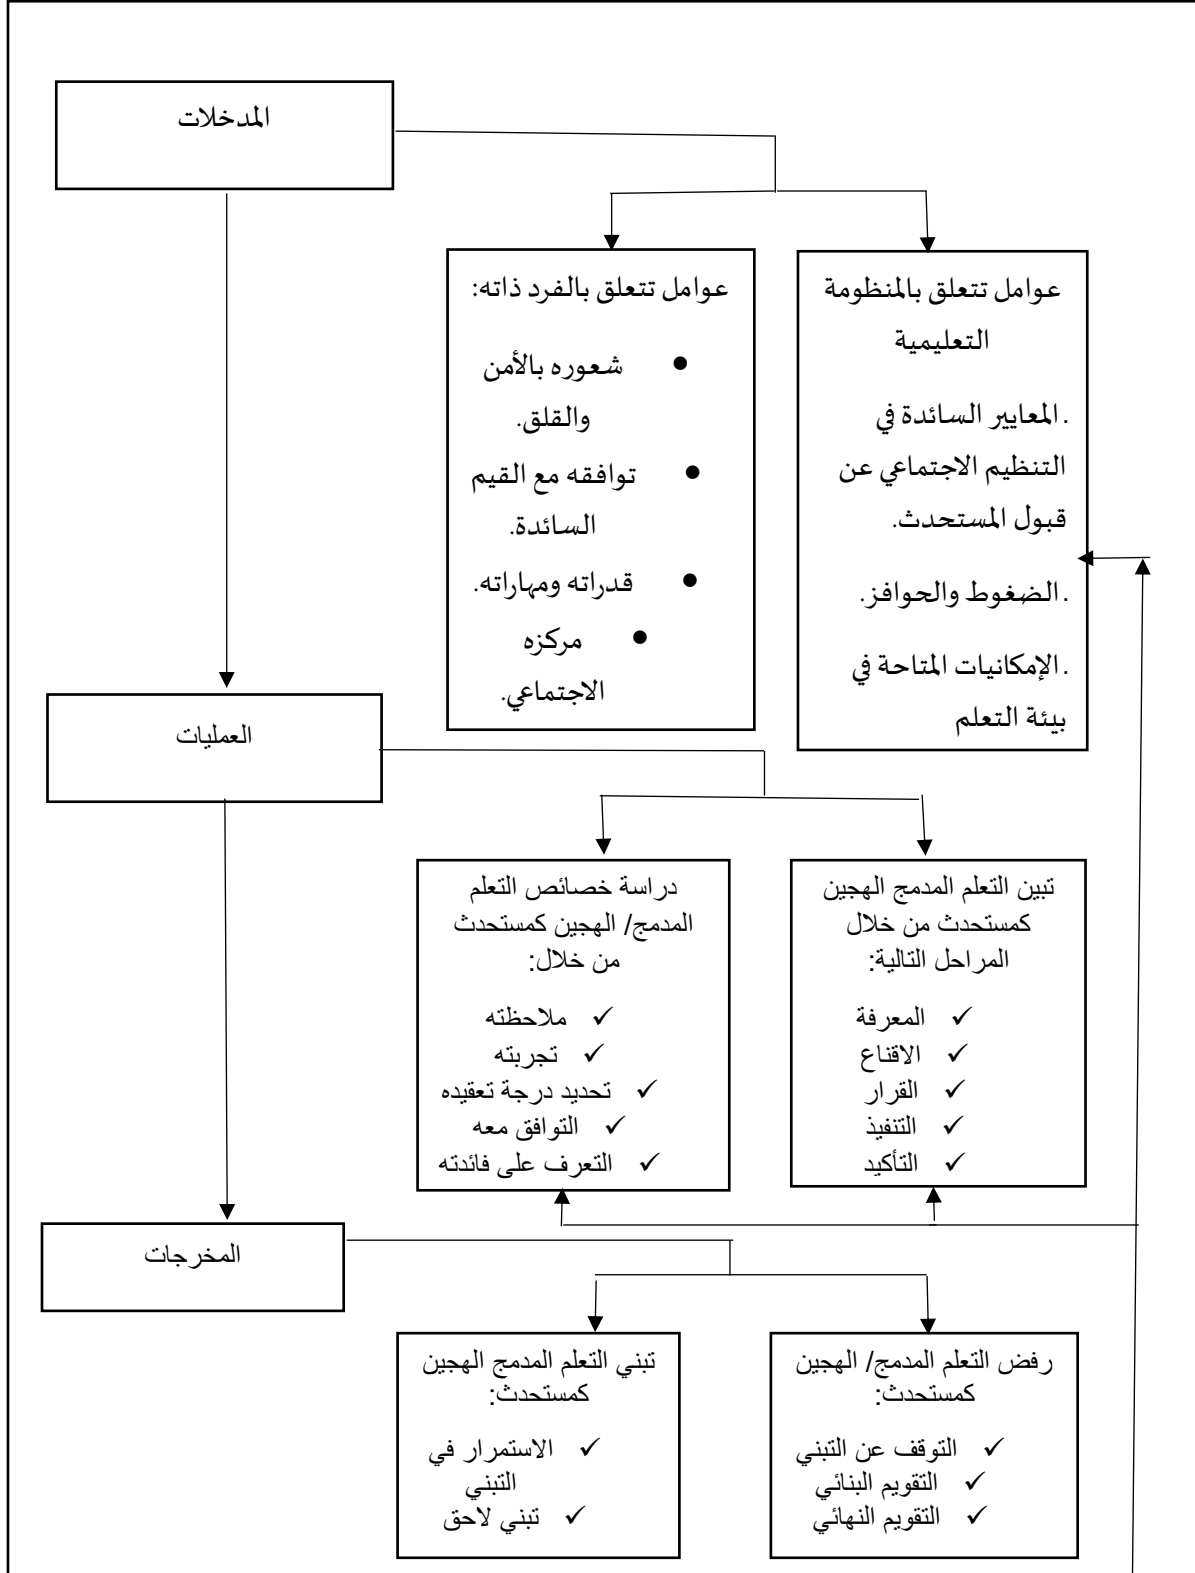 المدخلات
عوامل تتعلق بالمنظومة
التعليمية
.المعايير السائدة في
التنظيم الاجتماعي عن
قبول المستحدث.
.الضغوط والحوافز.
.الإمكانيات المتاحة في
بيئة التعلم
عوامل تتعلق بالفرد ذاته:
● شعوره بالأمن
والقلق.
● توافقه مع القيم
السائدة.
● قدراته ومهاراته.
● مركزه
الاجتماعي.
العمليات
تبين التعلم المدمج الهجين
كمستحدث من خلال
المراحل التالية:
✓ المعرفة
✓ الاقناع
✓ القرار
✓ التنفيذ
✓ التأكيد
دراسة خصائص التعلم
المدمج/ الهجين كمستحدث
من خلال:
✓ ملاحظته
✓ تجربته
✓ تحديد درجة تعقيده
✓ التوافق معه
✓ التعرف على فائدته
المخرجات
رفض التعلم المدمج/ الهجين
كمستحدث:
✓ التوقف عن التبني
✓ التقويم البنائي
✓ التقويم النهائي
تبني التعلم المدمج الهجين
كمستحدث:
✓ الاستمرار في
التبني
✓ تبني لاحق